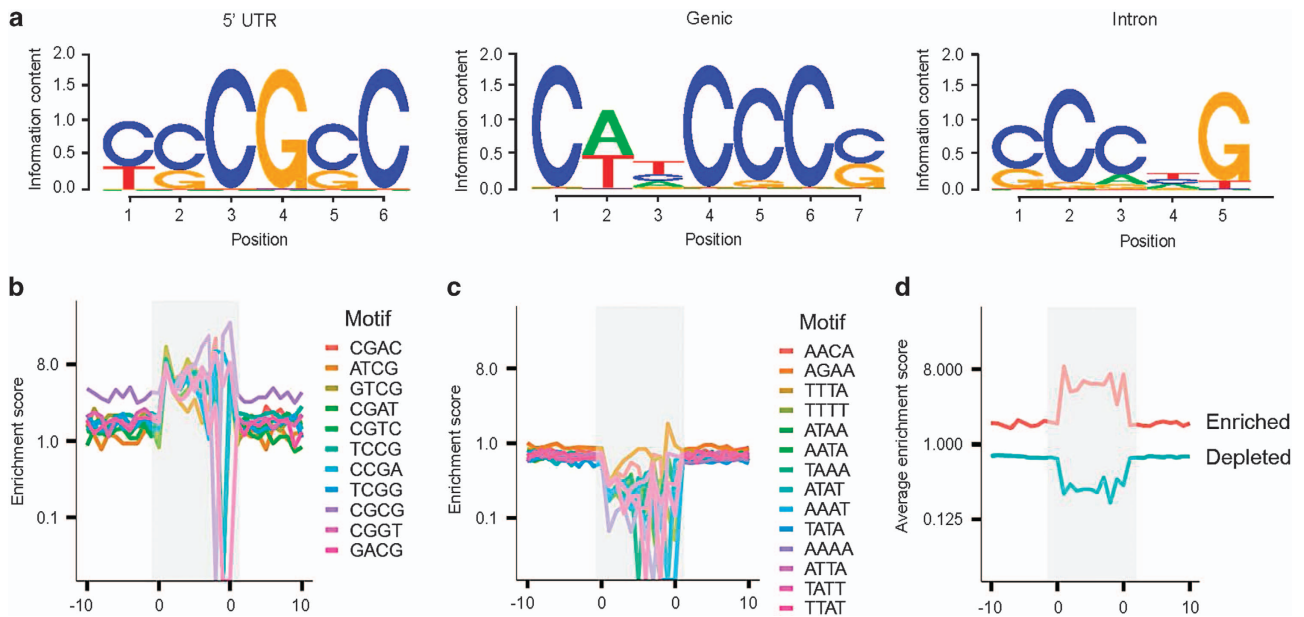 a
5' UTR
Genic
Intron
Information content
2.0
1.5
1.0
0.5
0.0
C C C G C C
T G G
1 2 3 4 5 6
Position
Information content
2.0
1.5
1.0
0.5
0.0
C A T C C C C
T C G G
A
1 2 3 4 5 6 7
Position
Information content
2.0
1.5
1.0
0.5
0.0
C C C T G
G G A C T
G A
1 2 3 4 5
Position
b
Enrichment score
8.0
1.0
0.1
-10 0 0 10
Motif
CGAC
ATCG
GTCG
CGAT
CGTC
TCCG
CCGA
TCGG
CGCG
CGGT
GACG
c
Enrichment score
8.0
1.0
0.1
-10 0 0 10
Motif
AACA
AGAA
TTTA
TTTT
ATAA
AATA
TAAA
ATAT
AAAT
TATA
AAAA
ATTA
TATT
TTAT
d
Average enrichment score
8.000
1.000
0.125
-10 0 0 10
Enriched
Depleted